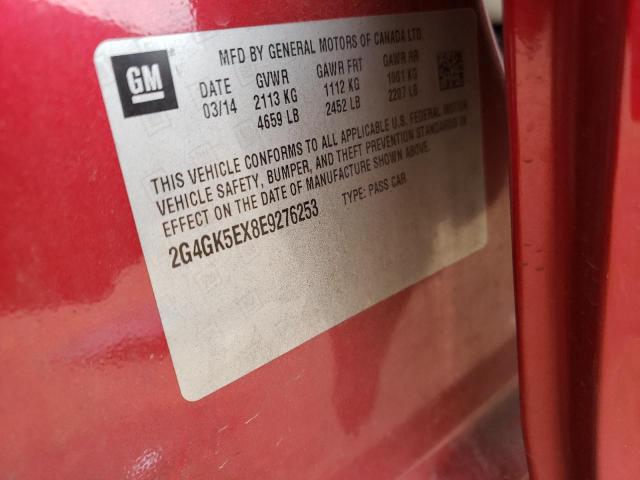 GM
MFD BY GENERAL MOTORS OF CANADA LTD.
DATE GVWR GAWR FRT GAWR RR
03/14 2113 KG 1112 KG 1001 KG
4659 LB 2452 LB 2207 LB
THIS VEHICLE CONFORMS TO ALL APPLICABLE U.S. FEDERAL MOTOR
VEHICLE SAFETY, BUMPER, AND THEFT PREVENTION STANDARDS IN
EFFECT ON THE DATE OF MANUFACTURE SHOWN ABOVE.
2G4GK5EX8E9276253 TYPE: PASS CAR